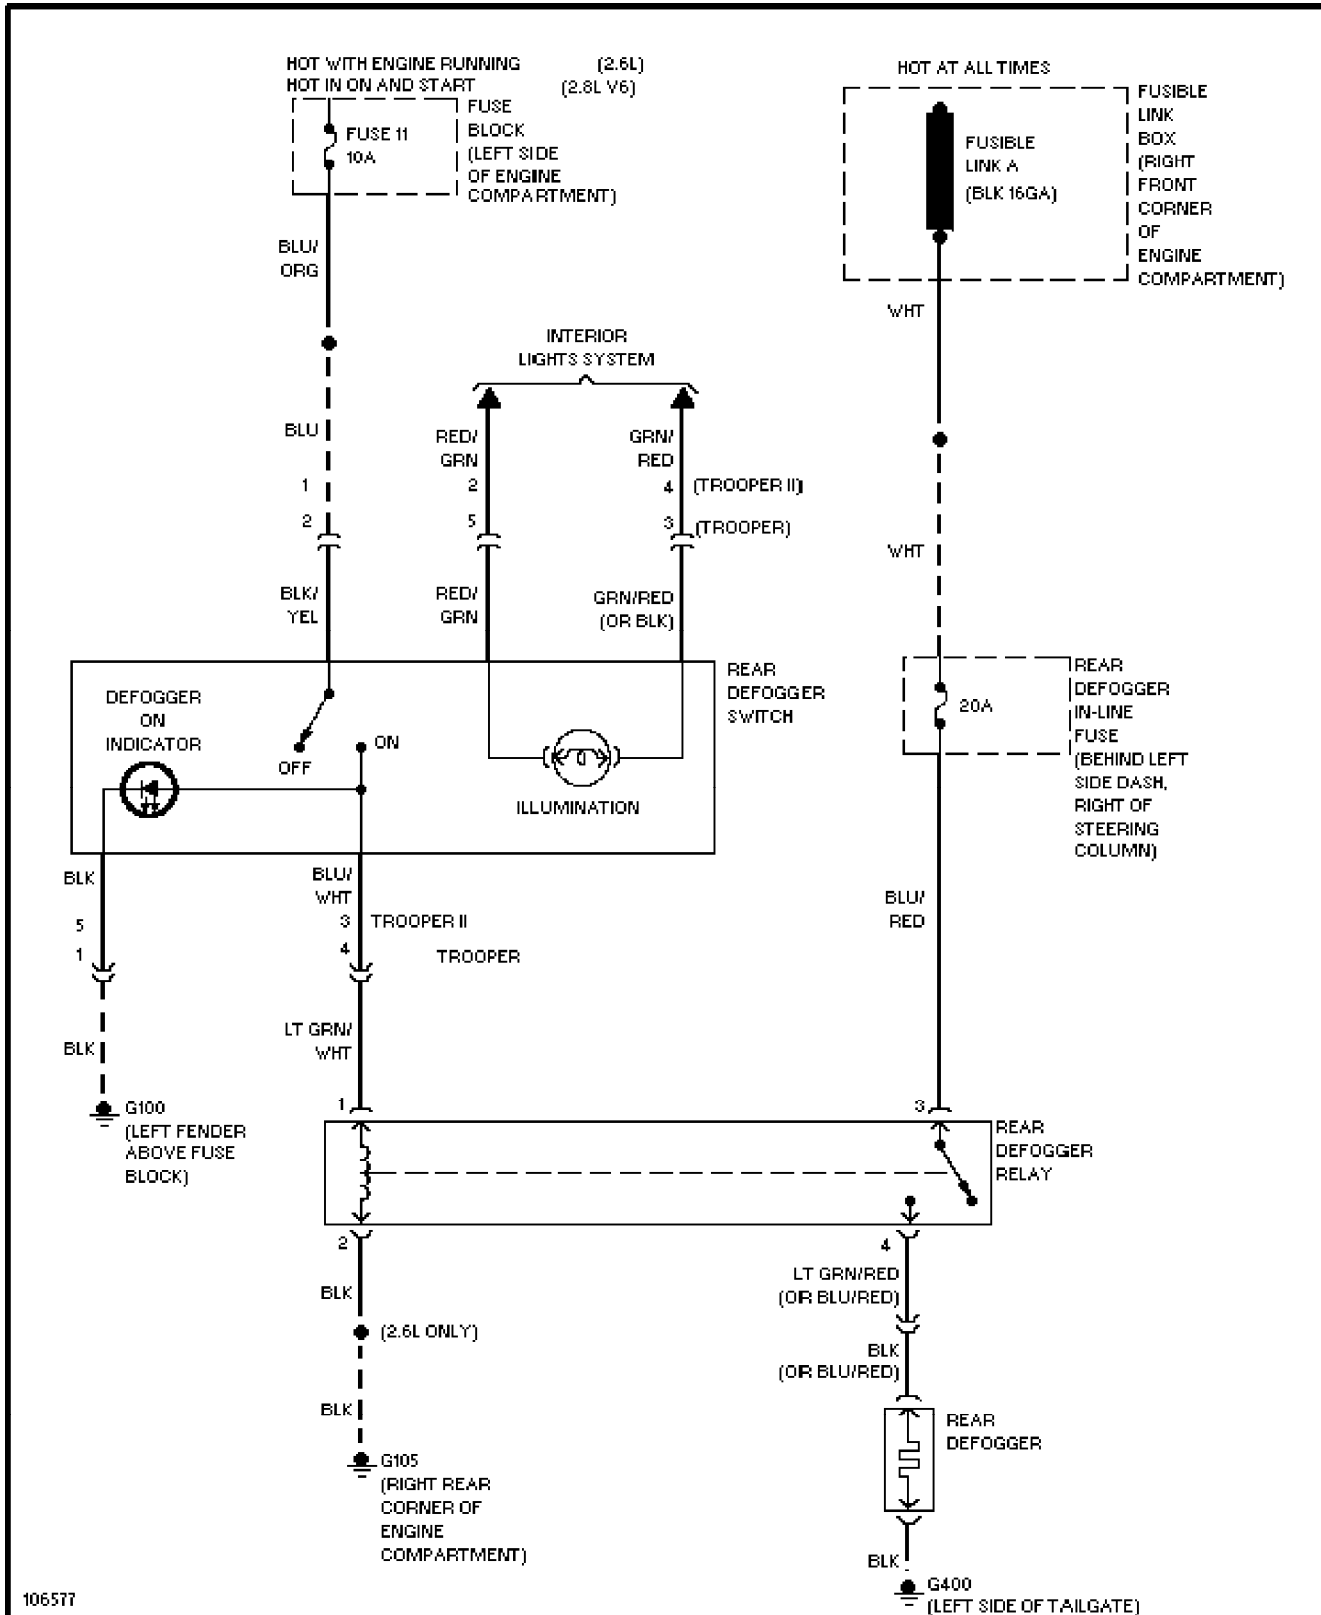 HOT WITH ENGINE RUNNING (2.6L)
HOT IN ON AND START (2.8L V6)
FUSE
BLOCK
(LEFT SIDE
OF ENGINE
COMPARTMENT)
FUSE 11
10A
HOT AT ALL TIMES
FUSIBLE
LINK
BOX
(RIGHT
FRONT
CORNER
OF
ENGINE
COMPARTMENT)
FUSIBLE
LINK A
(BLK 16GA)
BLU/
ORG
WHT
INTERIOR
LIGHTS SYSTEM
BLU
1
2
RED/
GRN
2
5
GRN/
RED
4 (TROOPER II)
3 (TROOPER)
WHT
BLK/
YEL
RED/
GRN
GRN/RED
(OR BLK)
REAR
DEFOGGER
SWITCH
DEFOGGER
ON
INDICATOR
OFF
ON
ILLUMINATION
20A
REAR
DEFOGGER
IN-LINE
FUSE
(BEHIND LEFT
SIDE DASH,
RIGHT OF
STEERING
COLUMN)
BLK
5
1
BLU/
WHT
3 TROOPER II
4 TROOPER
BLU/
RED
BLK
LT GRN/
WHT
G100
(LEFT FENDER
ABOVE FUSE
BLOCK)
1
3
REAR
DEFOGGER
RELAY
2
4
BLK
LT GRN/RED
(OR BLU/RED)
(2.6L ONLY)
BLK
(OR BLU/RED)
BLK
REAR
DEFOGGER
G105
(RIGHT REAR
CORNER OF
ENGINE
COMPARTMENT)
BLK
G400
(LEFT SIDE OF TAILGATE)
106577